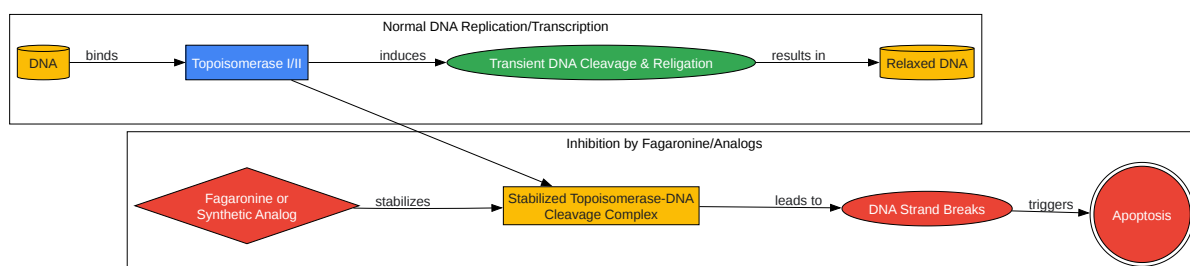 Normal DNA Replication/Transcription
DNA
binds
Topoisomerase I/II
induces
Transient DNA Cleavage & Religation
results in
Relaxed DNA
Inhibition by Fagaronine/Analogs
Fagaronine or
Synthetic Analog
stabilizes
Stabilized Topoisomerase-DNA
Cleavage Complex
leads to
DNA Strand Breaks
triggers
Apoptosis